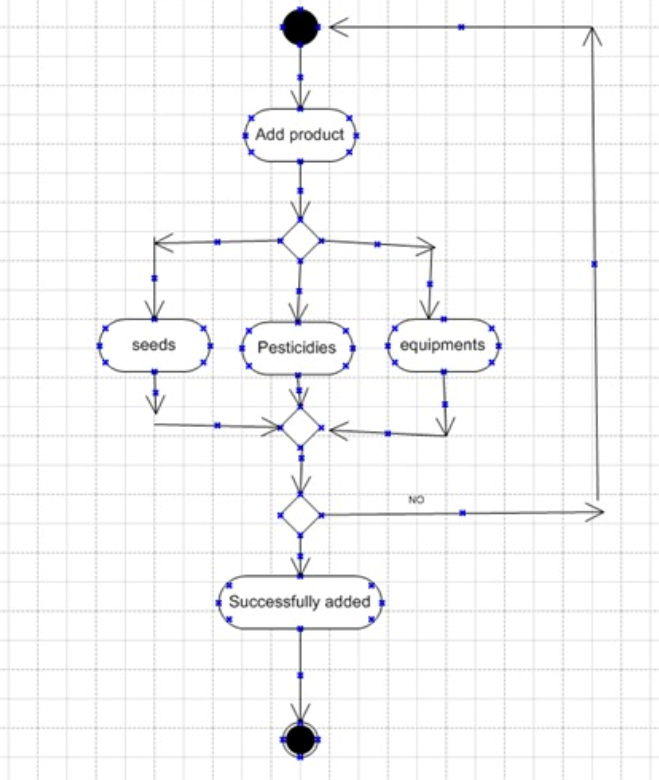 Add product
seeds
Pesticidies
equipments
NO
Successfully added